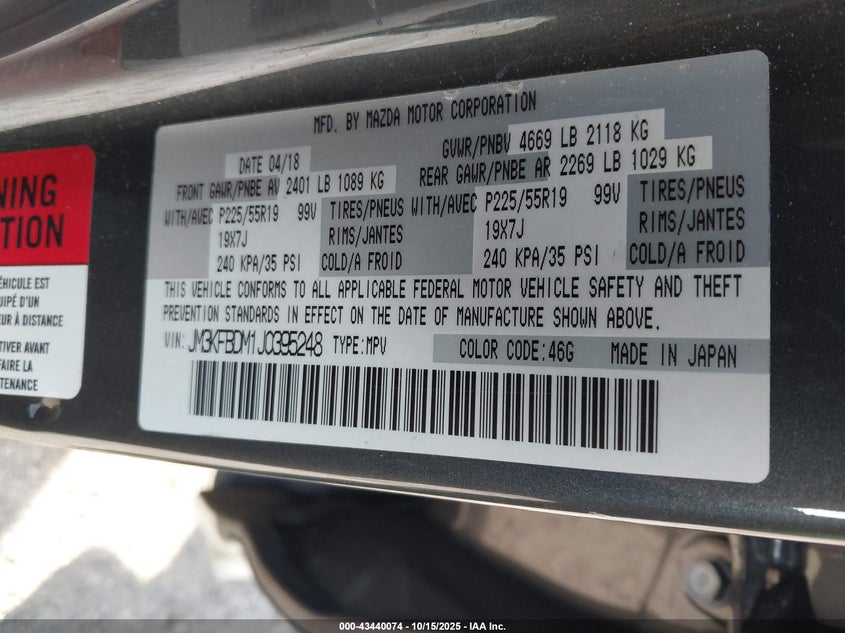 MFD. BY MAZDA MOTOR CORPORATION
DATE 04/18
GVWR/PNBV 4669 LB 2118 KG
FRONT GAWR/PNBE AV 2401 LB 1089 KG
REAR GAWR/PNBE AR 2269 LB 1029 KG
WITH/AVEC P225/55R19 99V TIRES/PNEUS WITH/AVEC P225/55R19 99V TIRES/PNEUS
19X7J RIMS/JANTES 19X7J RIMS/JANTES
240 KPA/35 PSI COLD/A FROID 240 KPA/35 PSI COLD/A FROID
THIS VEHICLE CONFORMS TO ALL APPLICABLE FEDERAL MOTOR VEHICLE SAFETY AND THEFT
PREVENTION STANDARDS IN EFFECT ON THE DATE OF MANUFACTURE SHOWN ABOVE.
VIN: JM3KFBDM1J0395248 TYPE:MPV COLOR CODE:46G MADE IN JAPAN
NING
TION
ÉHICULE EST
UIPÉ D'UN
UR À DISTANCE
TIVER AVANT
FAIRE LA
TENANCE
000-43440074 - 10/15/2025 - IAA Inc.